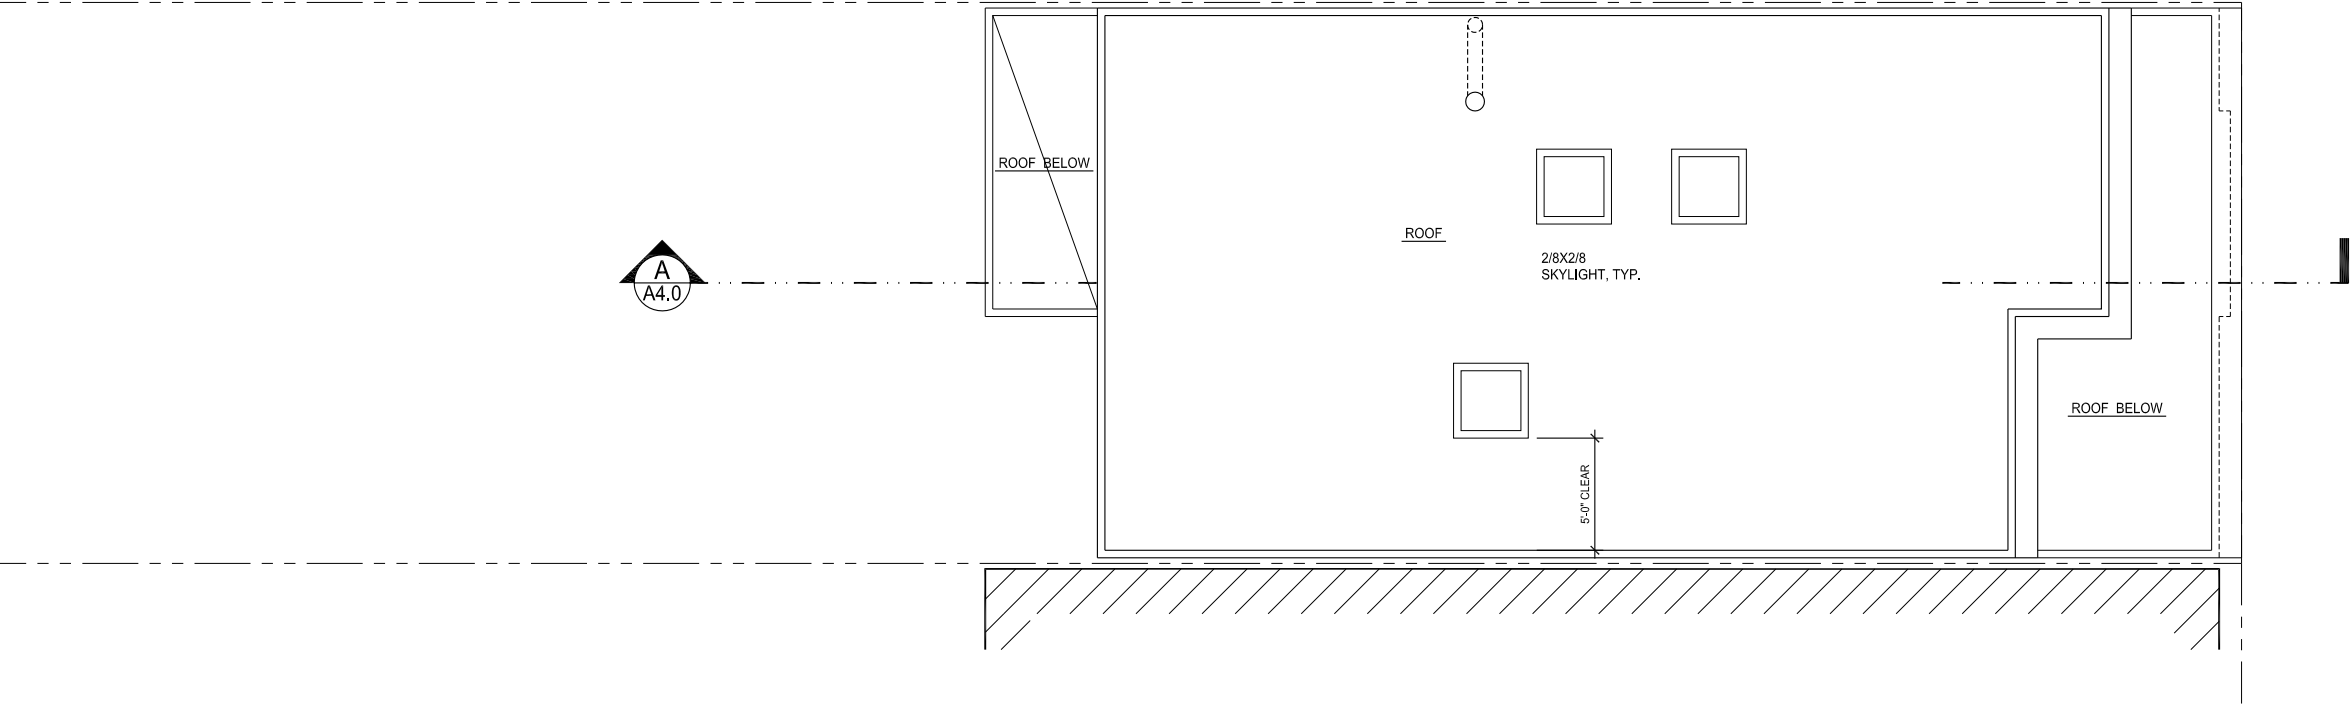 ROOF BELOW
A
A4.0
ROOF
2/8X2/8
SKYLIGHT, TYP.
ROOF BELOW
5'-0" CLEAR